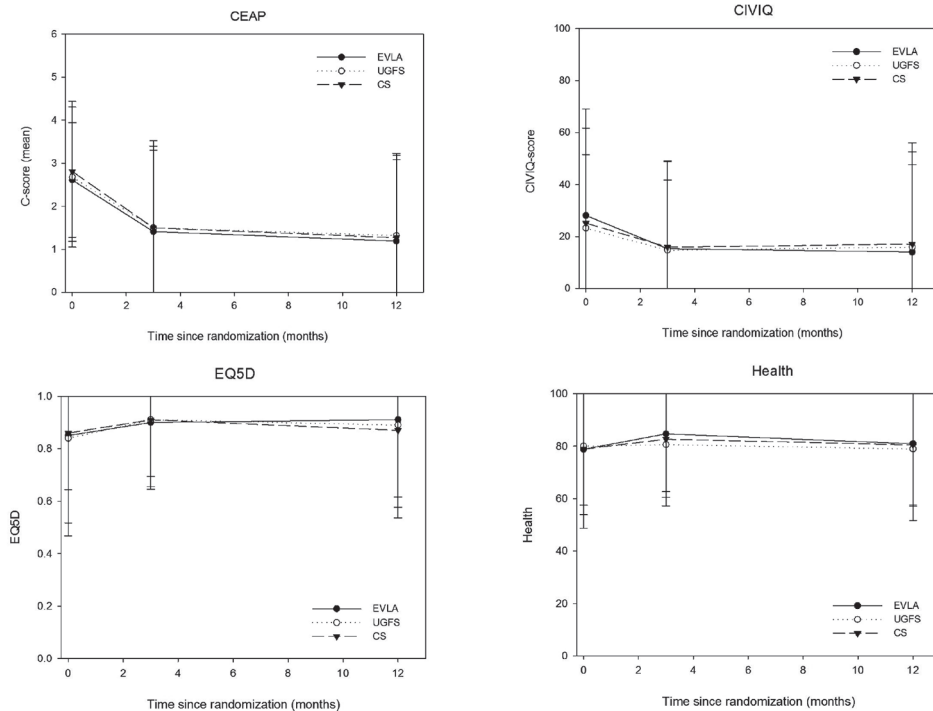 CEAP
6
5
4
3
2
1
0
C-score (mean)
EVLA
UGFS
CS
0 2 4 6 8 10 12
Time since randomization (months)
CIVIQ
100
80
60
40
20
0
CIVIQ-score
EVLA
UGFS
CS
0 2 4 6 8 10 12
Time since randomization (months)
EQ5D
1.0
0.8
0.6
0.4
0.2
0.0
EQ5D
EVLA
UGFS
CS
0 2 4 6 8 10 12
Time since randomization (months)
Health
100
80
60
40
20
0
Health
EVLA
UGFS
CS
0 2 4 6 8 10 12
Time since randomization (months)